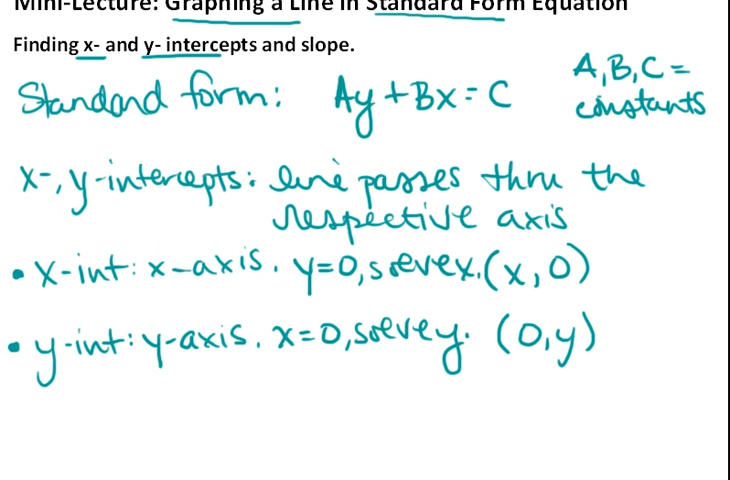 Mini-Lecture: Graphing a Line in Standard Form Equation
Finding x- and y- intercepts and slope.
Standard form: Ay+Bx=C
A,B,C =
constants
x-, y-intercepts: line passes thru the
respective axis
• x-int: x-axis. y=0, solve x. (x,0)
• y-int: y-axis. x=0, solve y. (0,y)